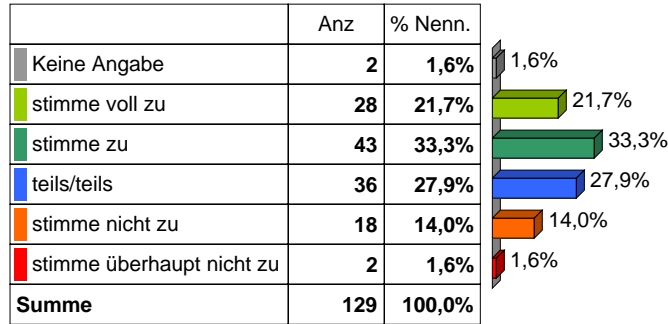 Anz % Nenn.
Keine Angabe 2 1,6% 1,6%
stimme voll zu 28 21,7% 21,7%
stimme zu 43 33,3% 33,3%
teils/teils 36 27,9% 27,9%
stimme nicht zu 18 14,0% 14,0%
stimme überhaupt nicht zu 2 1,6% 1,6%
Summe 129 100,0%